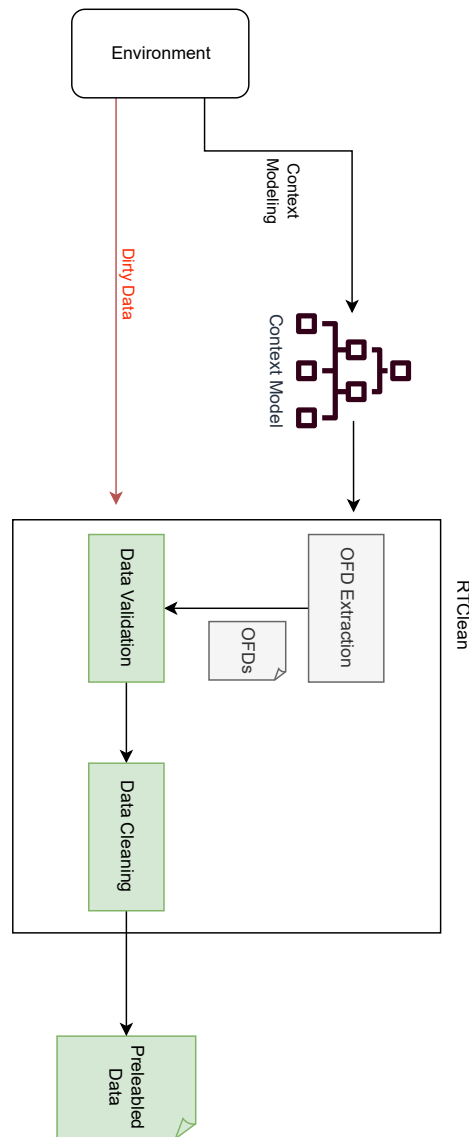 Environment
Context
Modeling
Dirty Data
Context Model
RTClean
OFD Extraction
OFDs
Data Validation
Data Cleaning
Preleabled
Data